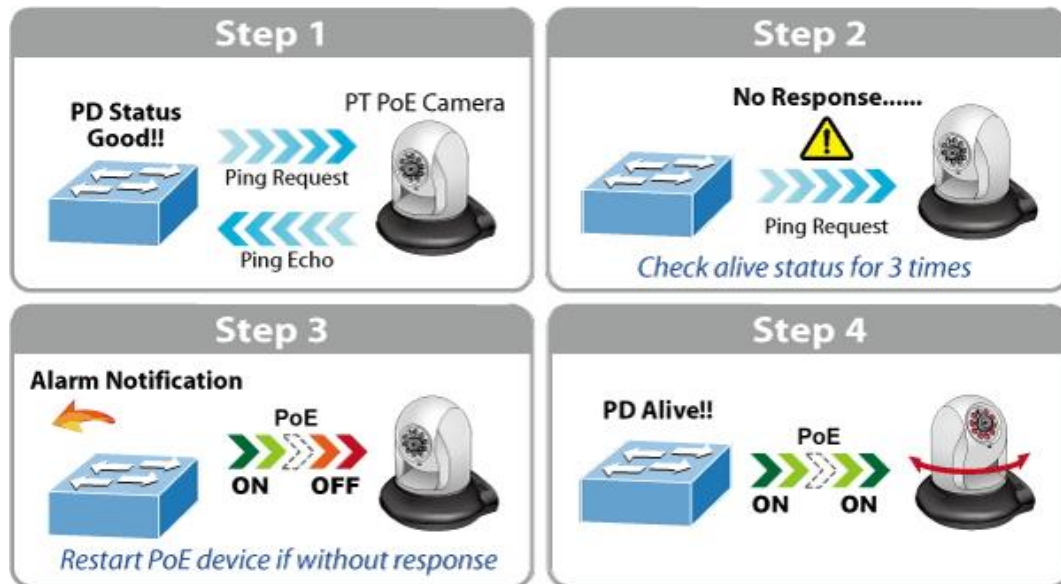 Step 1
PD Status
Good!!
PT PoE Camera
Ping Request
Ping Echo
Step 2
No Response......
Ping Request
Check alive status for 3 times
Step 3
Alarm Notification
PoE
ON OFF
Restart PoE device if without response
Step 4
PD Alive!!
PoE
ON ON